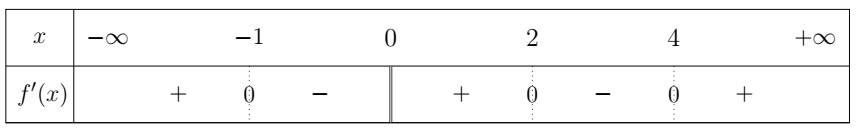 x −∞ −1 0 2 4 +∞
f′(x) + 0 − + 0 − 0 +